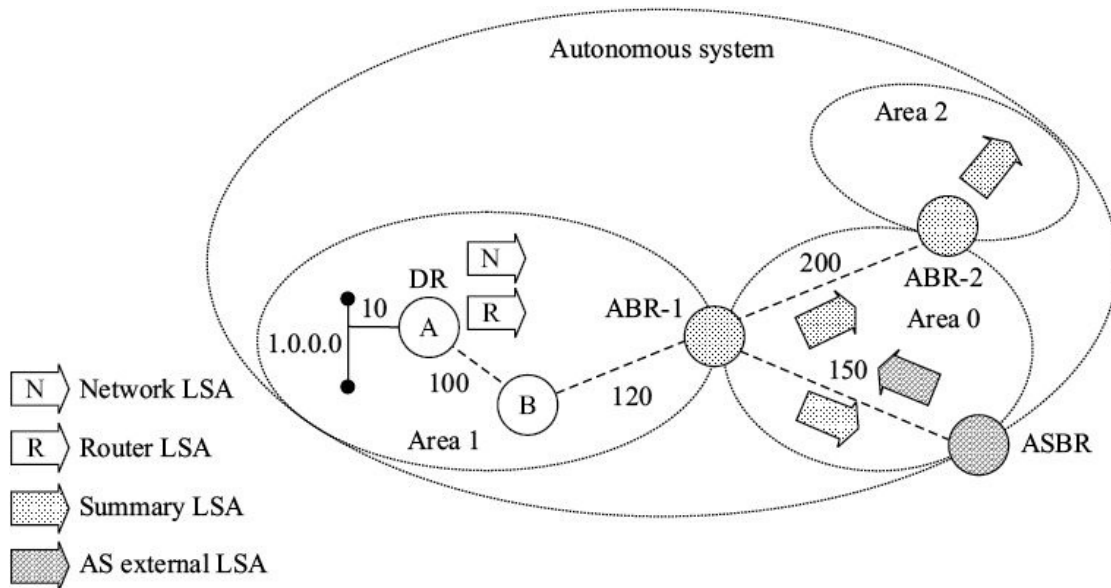 Autonomous system
Area 2
200
ABR-2
DR
N
ABR-1
Area 0
10
A
R
1.0.0.0
150
N Network LSA
100
B
120
R Router LSA
Area 1
ASBR
Summary LSA
AS external LSA